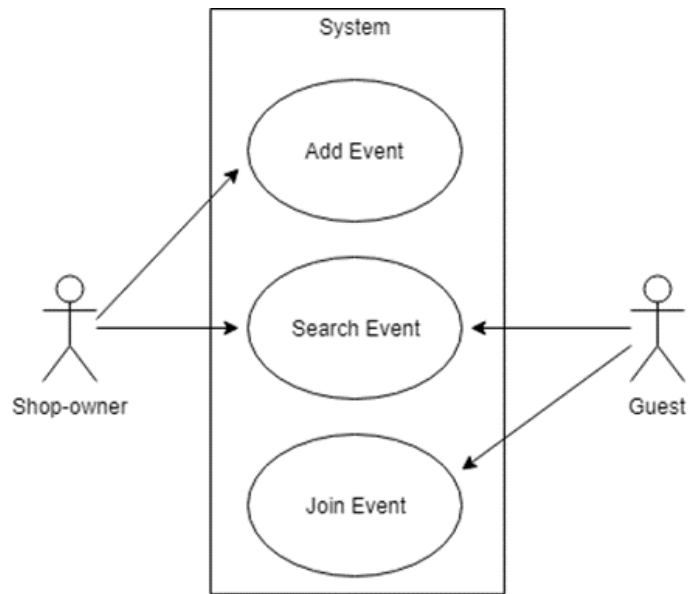 System
Add Event
Search Event
Shop-owner
Guest
Join Event